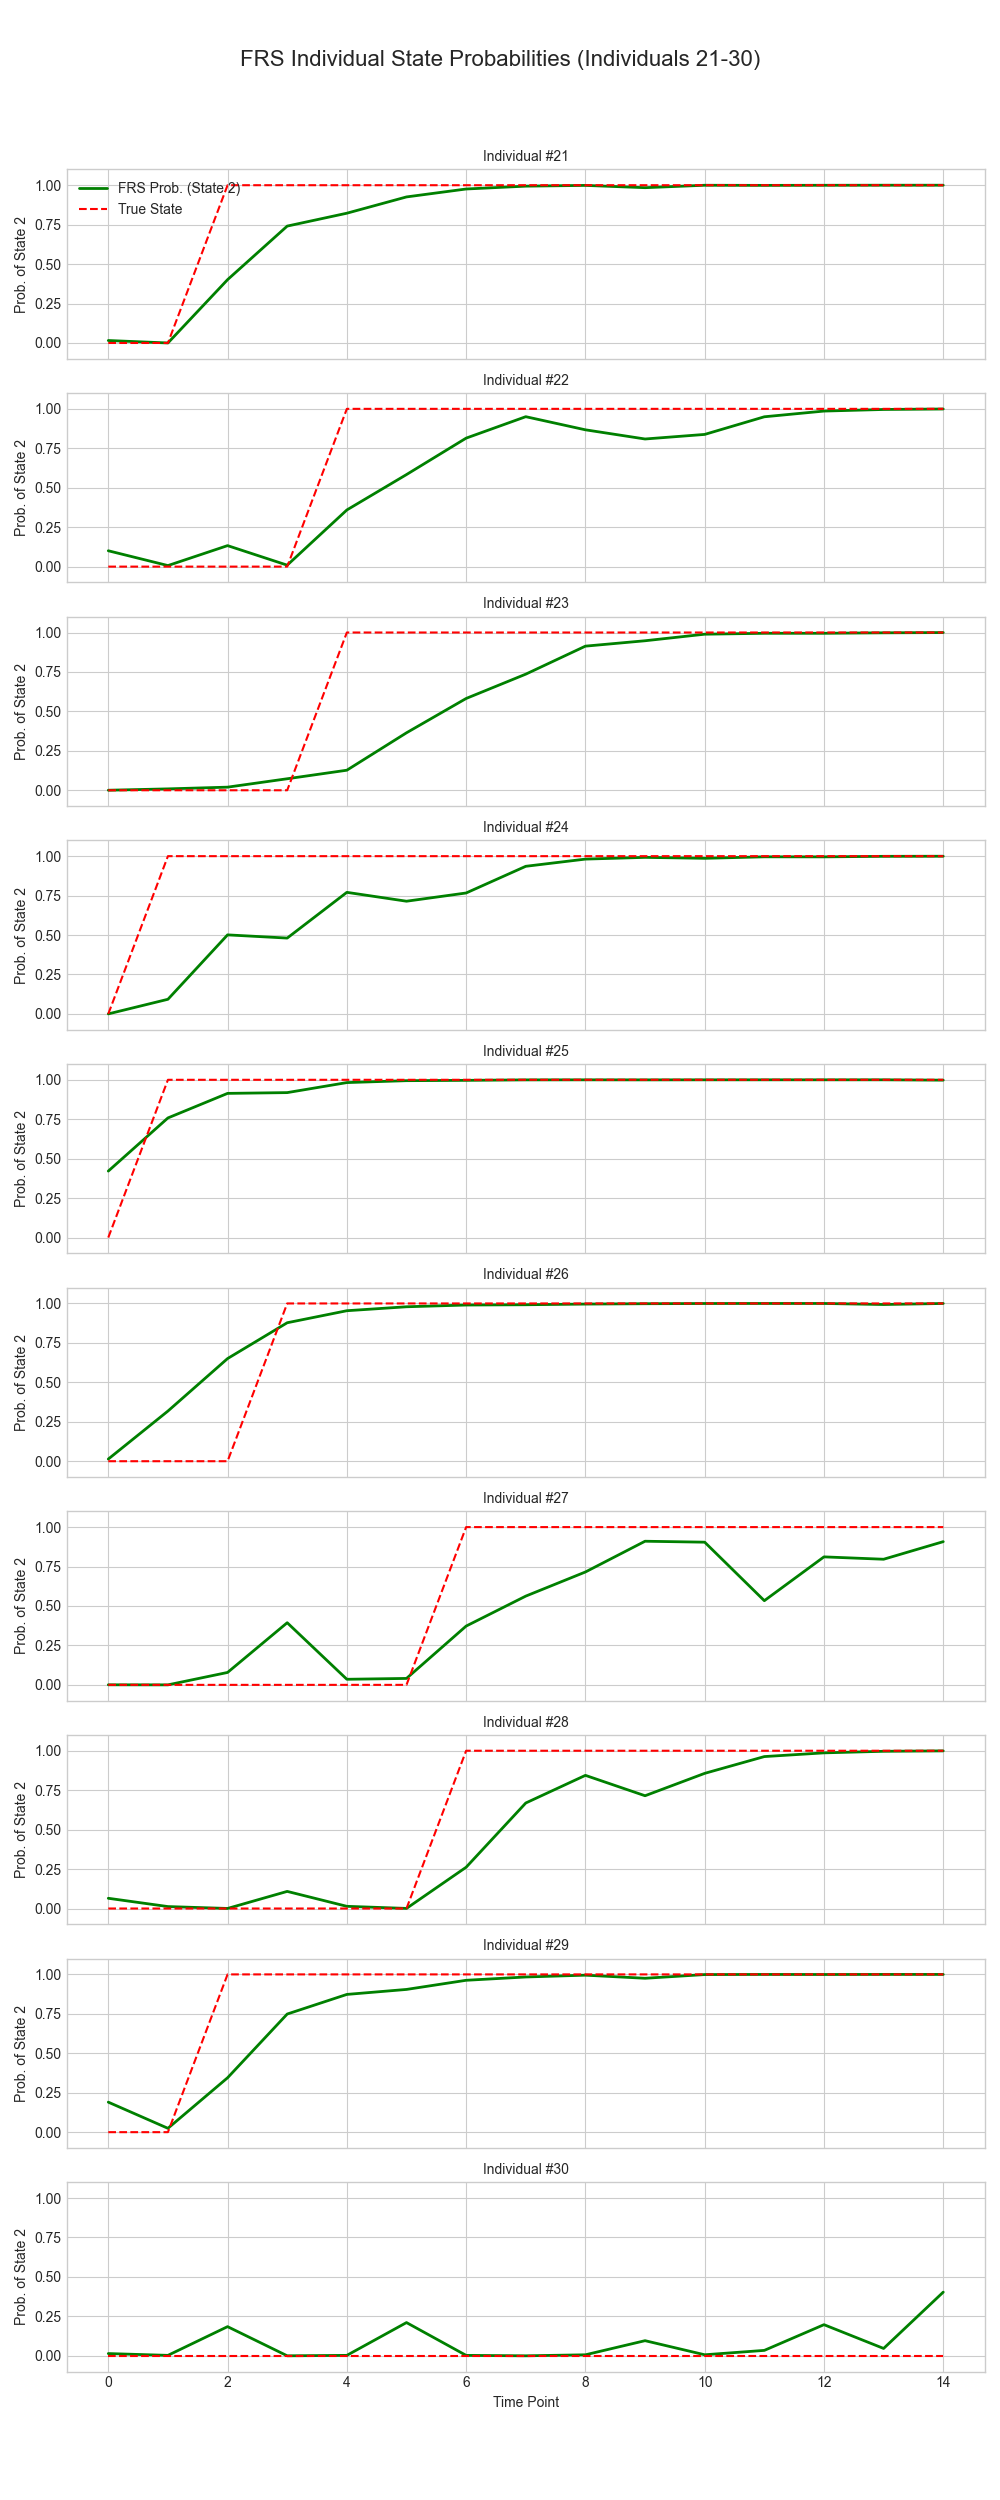 FRS Individual State Probabilities (Individuals 21-30)
Individual #21
Prob. of State 2
1.00
0.75
0.50
0.25
0.00
FRS Prob. (State 2)
True State
Individual #22
Prob. of State 2
1.00
0.75
0.50
0.25
0.00
Individual #23
Prob. of State 2
1.00
0.75
0.50
0.25
0.00
Individual #24
Prob. of State 2
1.00
0.75
0.50
0.25
0.00
Individual #25
Prob. of State 2
1.00
0.75
0.50
0.25
0.00
Individual #26
Prob. of State 2
1.00
0.75
0.50
0.25
0.00
Individual #27
Prob. of State 2
1.00
0.75
0.50
0.25
0.00
Individual #28
Prob. of State 2
1.00
0.75
0.50
0.25
0.00
Individual #29
Prob. of State 2
1.00
0.75
0.50
0.25
0.00
Individual #30
Prob. of State 2
1.00
0.75
0.50
0.25
0.00
0 2 4 6 8 10 12 14
Time Point